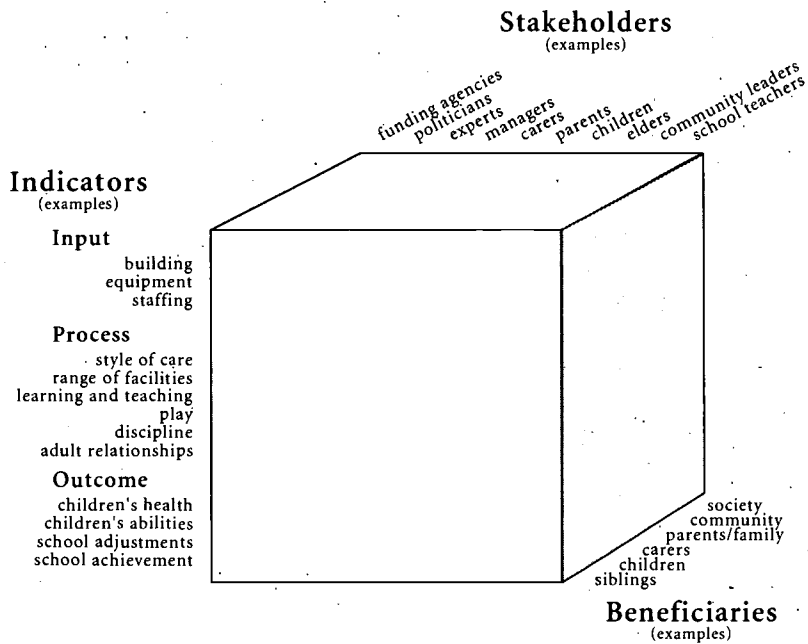 Stakeholders
(examples)
funding agencies
politicians
experts
managers
carers
parents
children
elders
community leaders
school teachers
Indicators
(examples)
Input
building
equipment
staffing
Process
style of care
range of facilities
learning and teaching
play
discipline
adult relationships
Outcome
children's health
children's abilities
school adjustments
school achievement
society
community
parents/family
carers
children
siblings
Beneficiaries
(examples)